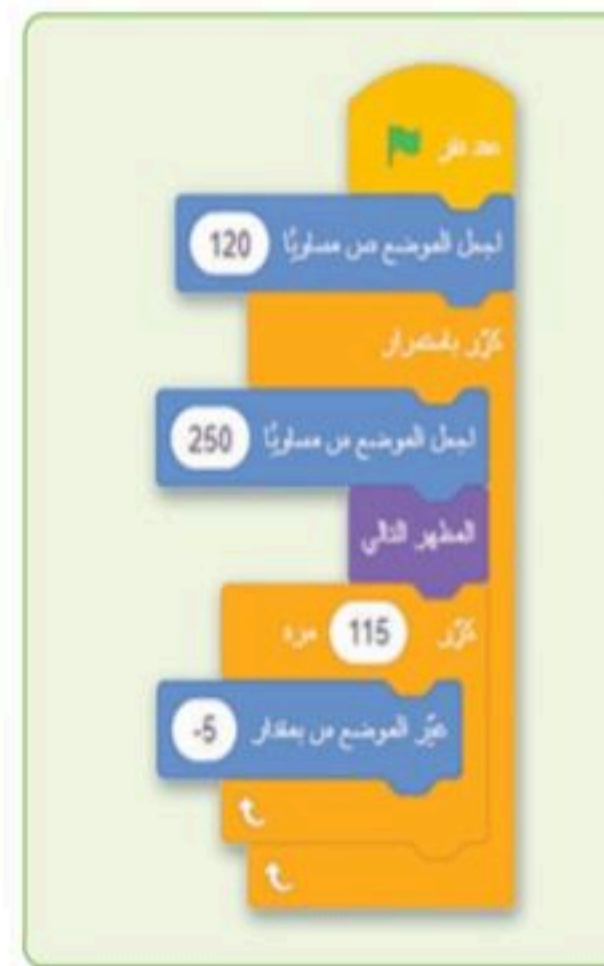 عند نقر
اجعل الموضع ص مساويًا 120
كرّر باستمرار
اجعل الموضع س مساويًا 250
المظهر التالي
كرّر 115 مرة
غيّر الموضع س بمقدار -5